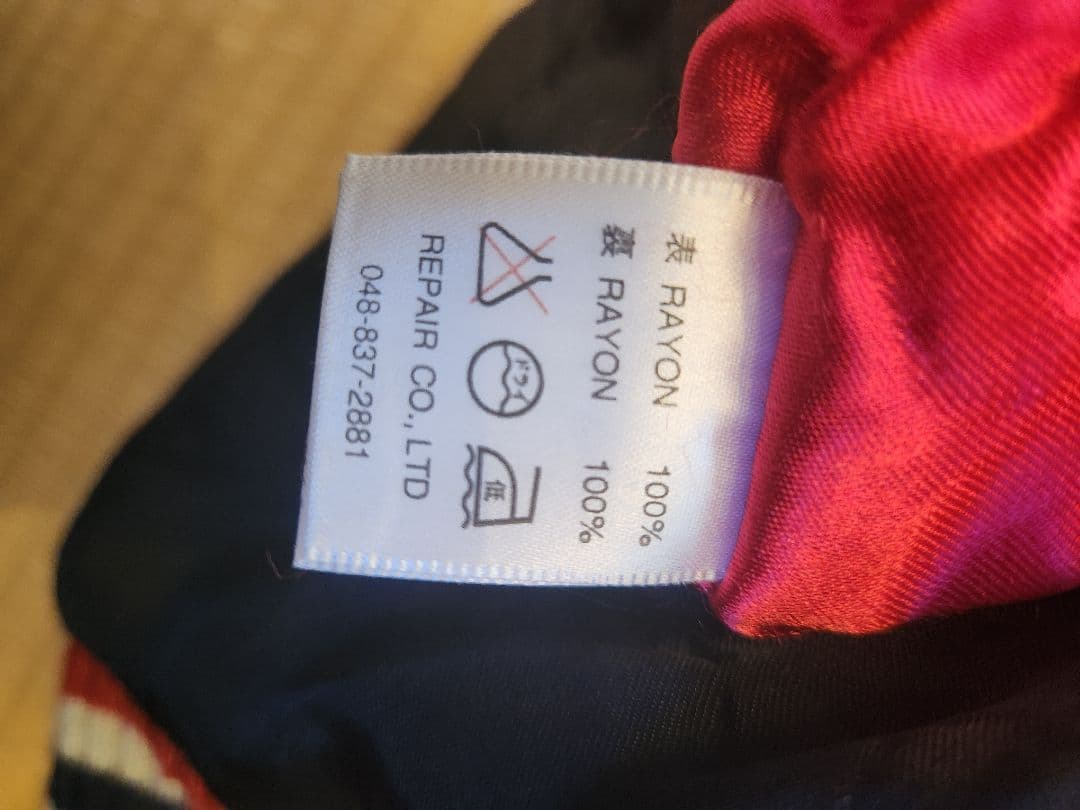 表 RAYON 100%
裏 RAYON 100%
ドライ 低
REPAIR CO., LTD
048-837-2881